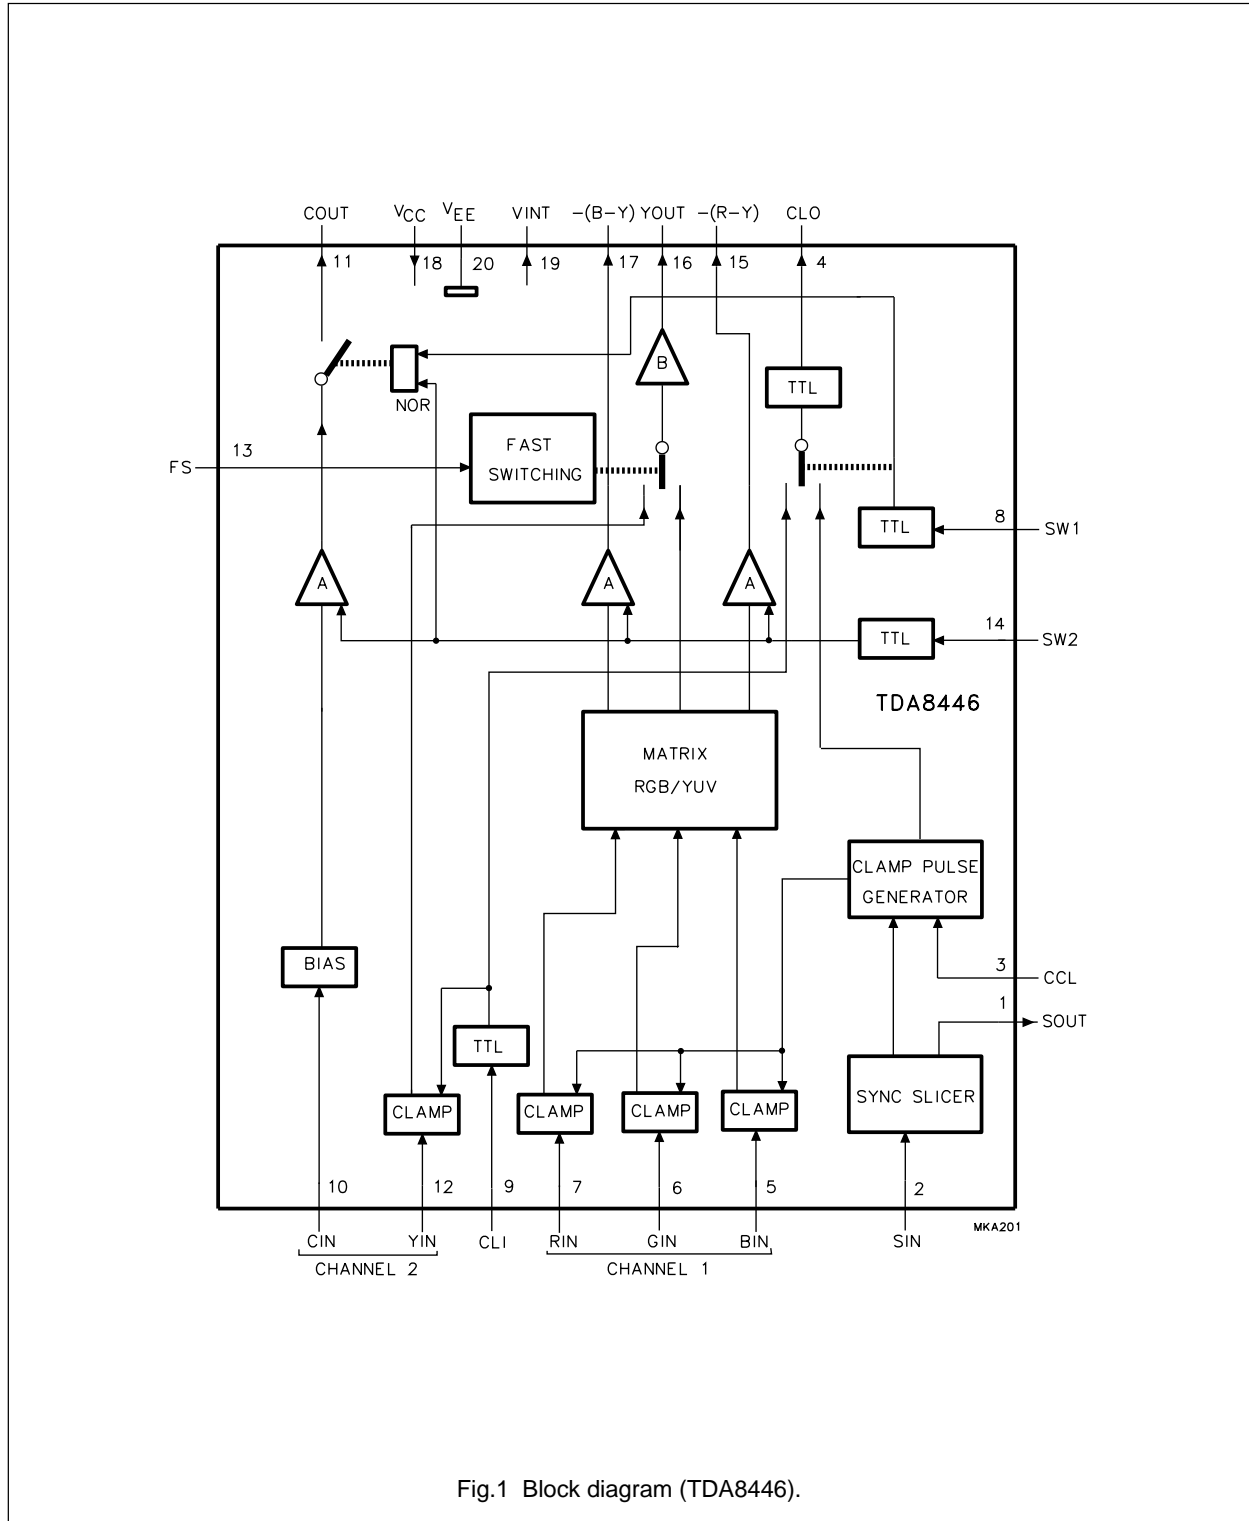 COUT VCC VEE VINT -(B-Y) YOUT -(R-Y) CLO
11 18 20 19 17 16 15 4
B
TTL
NOR
FS 13
FAST
SWITCHING
TTL 8 SW1
A A A
TTL 14 SW2
TDA8446
MATRIX
RGB/YUV
CLAMP PULSE
GENERATOR
BIAS
3 CCL
1 SOUT
TTL
SYNC SLICER
CLAMP CLAMP CLAMP CLAMP
10 12 9 7 6 5 2
MKA201
CIN YIN CLI RIN GIN BIN SIN
CHANNEL 2 CHANNEL 1
Fig.1 Block diagram (TDA8446).